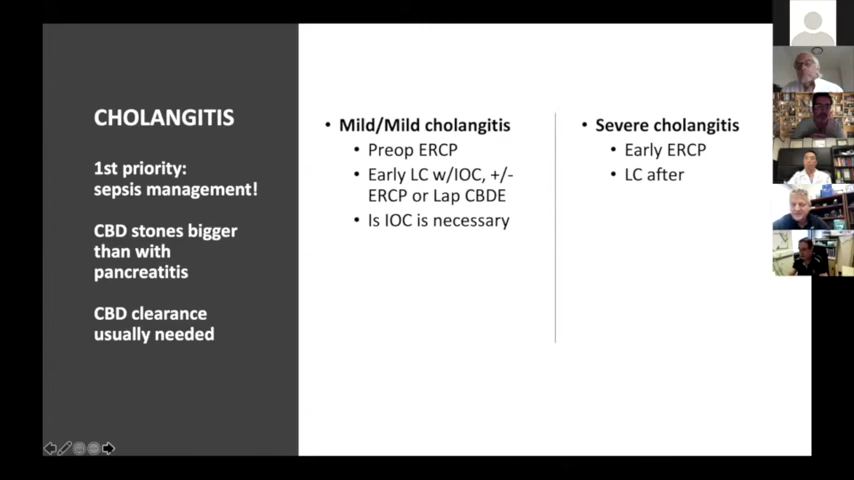 CHOLANGITIS
1st priority:
sepsis management!
CBD stones bigger
than with
pancreatitis
CBD clearance
usually needed
• Mild/Mild cholangitis
• Preop ERCP
• Early LC w/IOC, +/-
ERCP or Lap CBDE
• Is IOC is necessary
• Severe cholangitis
• Early ERCP
• LC after